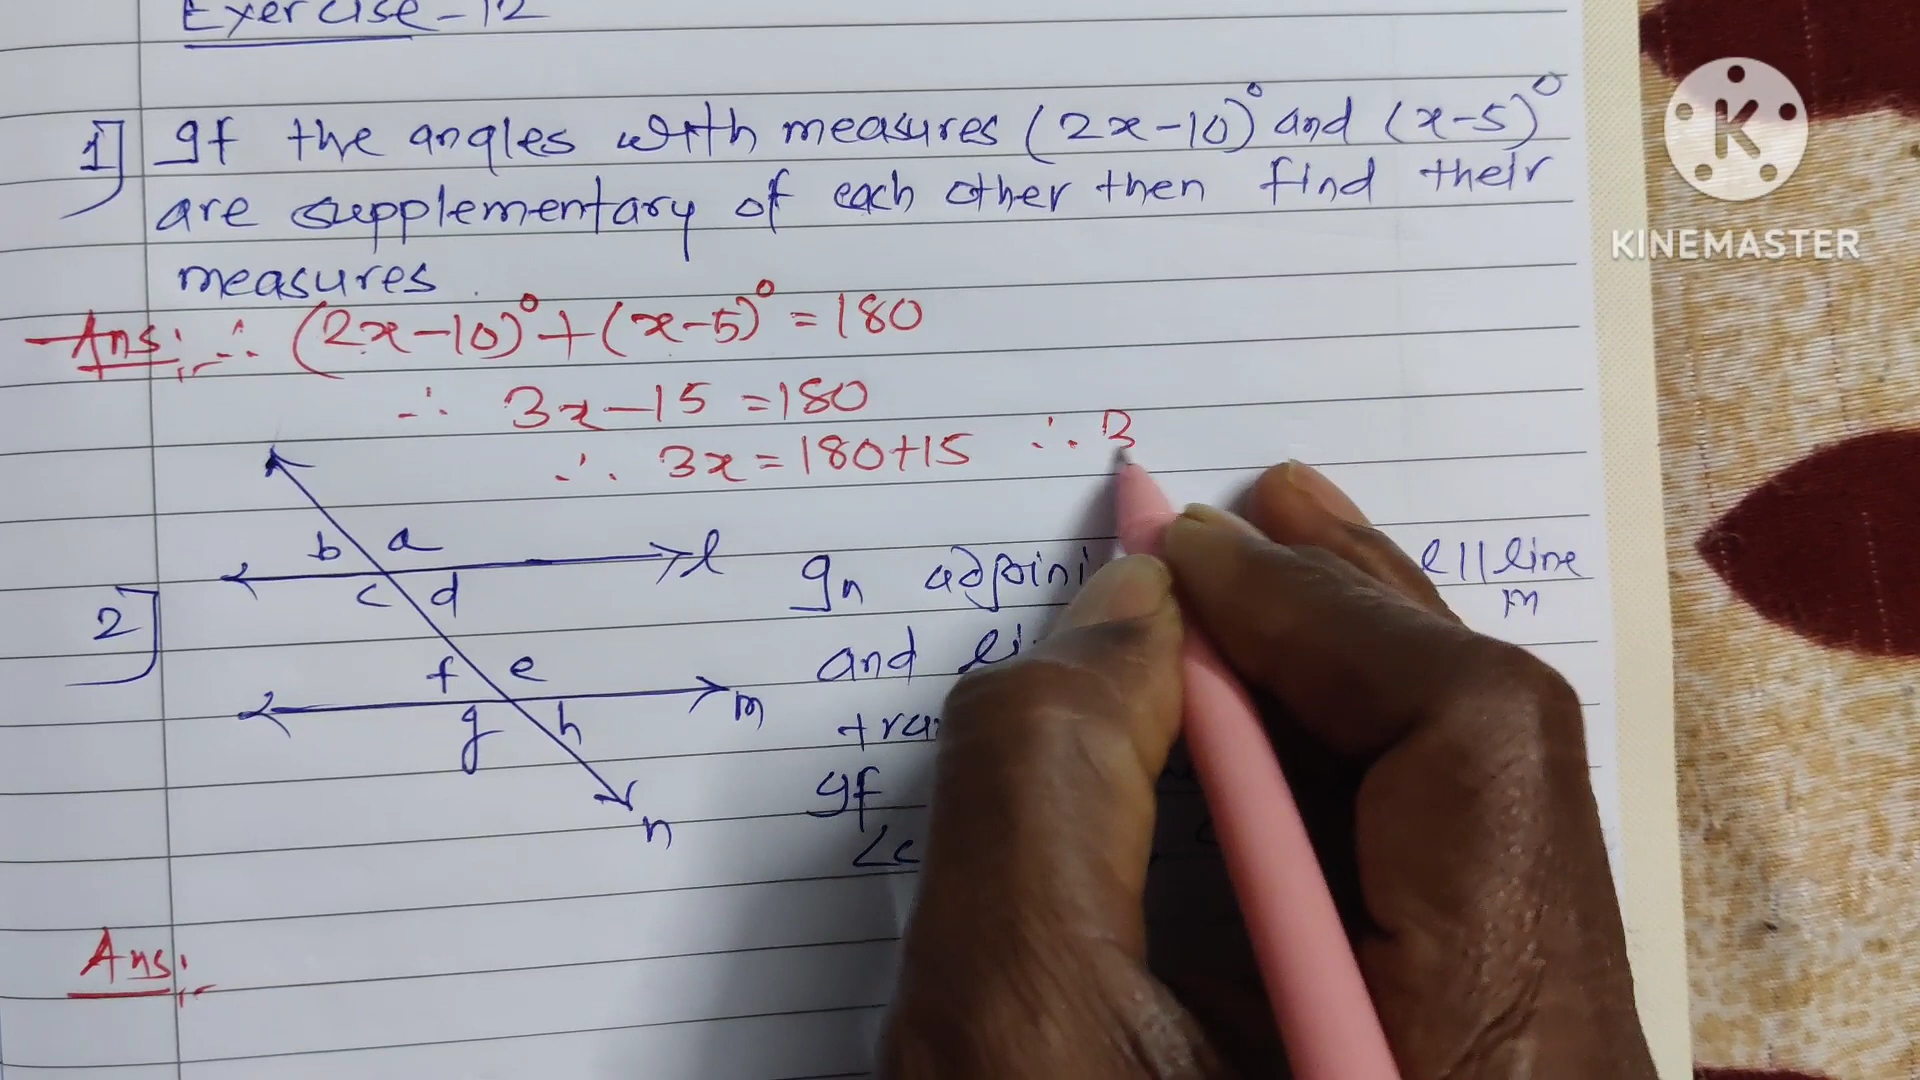 Exercise-12
1] If the angles with measures (2x-10)° and (x-5)°
are supplementary of each other then find their
measures.
Ans:- ∴ (2x-10)° + (x-5)° = 180
∴ 3x-15 = 180
∴ 3x = 180+15 ∴ 3
2]
b a l
c d
f e m
g h
n
In l || line
m
and
If
∠c
Ans:-
K
KINEMASTER